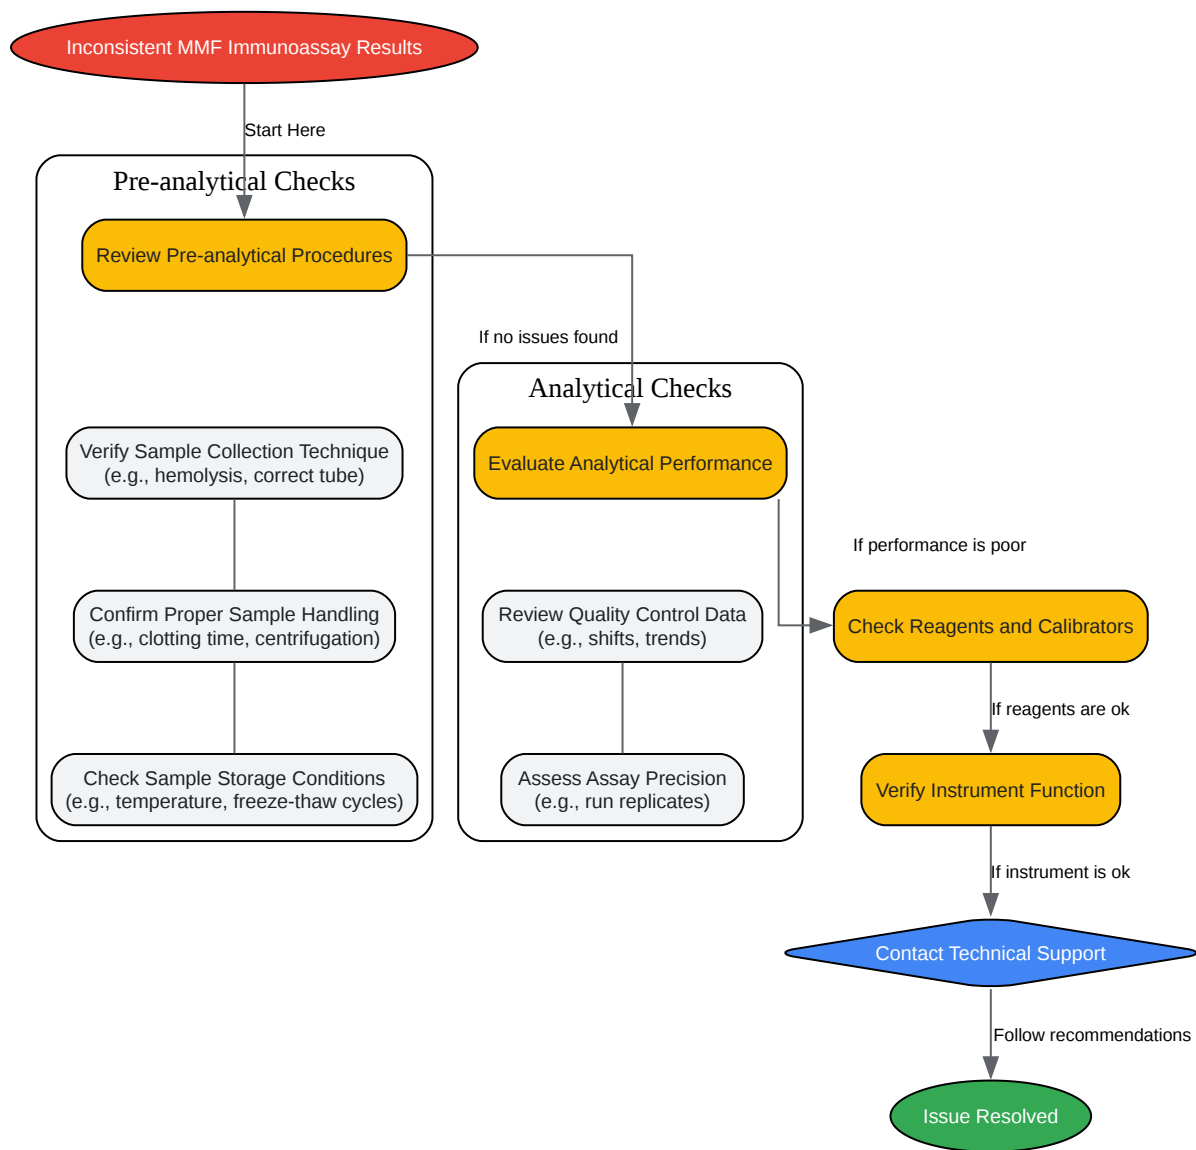 Inconsistent MMF Immunoassay Results
Start Here
Pre-analytical Checks
Review Pre-analytical Procedures
If no issues found
Analytical Checks
Verify Sample Collection Technique
(e.g., hemolysis, correct tube)
Evaluate Analytical Performance
If performance is poor
Confirm Proper Sample Handling
(e.g., clotting time, centrifugation)
Review Quality Control Data
(e.g., shifts, trends)
Check Reagents and Calibrators
If reagents are ok
Check Sample Storage Conditions
(e.g., temperature, freeze-thaw cycles)
Assess Assay Precision
(e.g., run replicates)
Verify Instrument Function
If instrument is ok
Contact Technical Support
Follow recommendations
Issue Resolved